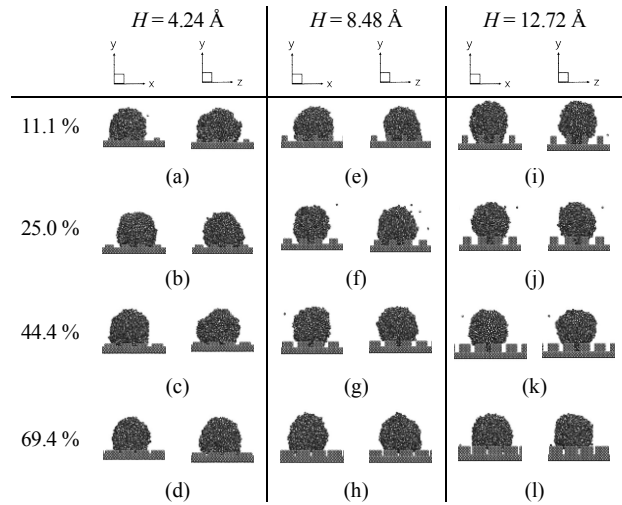 H = 4.24 Å H = 8.48 Å H = 12.72 Å
y y y y y y
x z x z x z
11.1 %
(a) (e) (i)
25.0 %
(b) (f) (j)
44.4 %
(c) (g) (k)
69.4 %
(d) (h) (l)